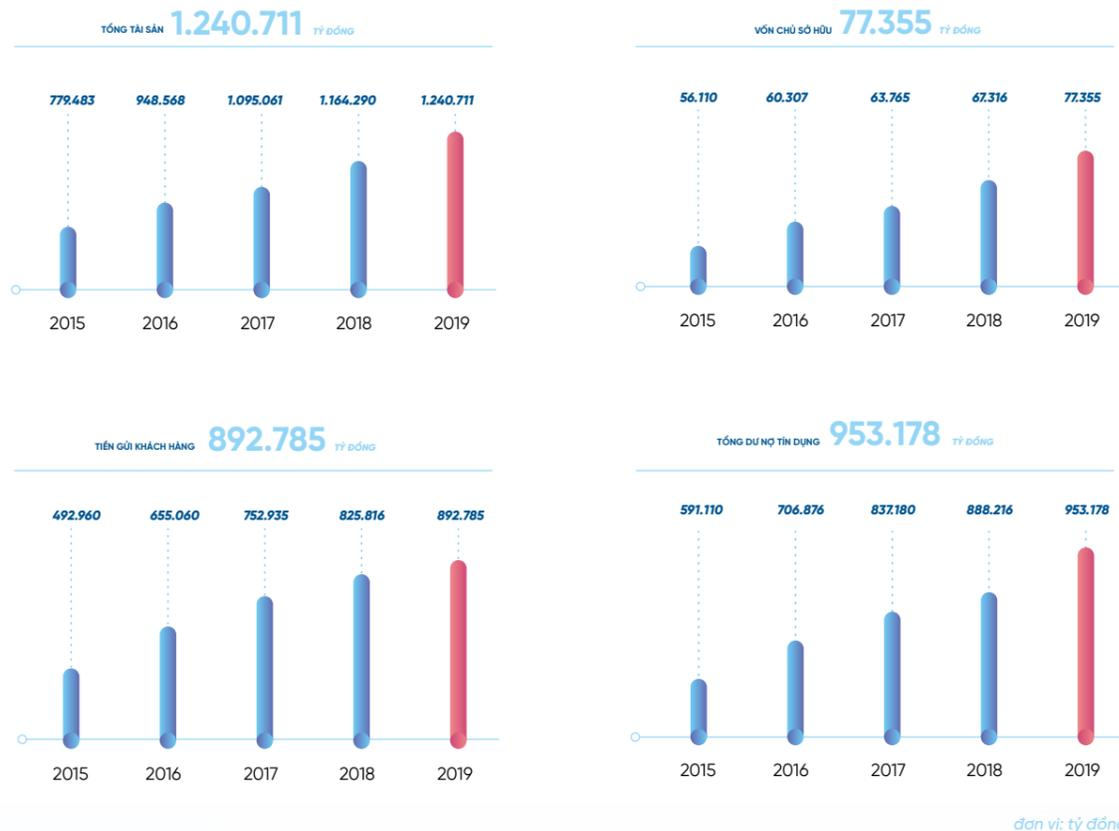 TỔNG TÀI SẢN 1.240.711 TỶ ĐỒNG
779.483 948.568 1.095.061 1.164.290 1.240.711
2015 2016 2017 2018 2019
VỐN CHỦ SỞ HỮU 77.355 TỶ ĐỒNG
56.110 60.307 63.765 67.316 77.355
2015 2016 2017 2018 2019
TIỀN GỬI KHÁCH HÀNG 892.785 TỶ ĐỒNG
492.960 655.060 752.935 825.816 892.785
2015 2016 2017 2018 2019
TỔNG DƯ NỢ TÍN DỤNG 953.178 TỶ ĐỒNG
591.110 706.876 837.180 888.216 953.178
2015 2016 2017 2018 2019
đơn vị: tỷ đồng